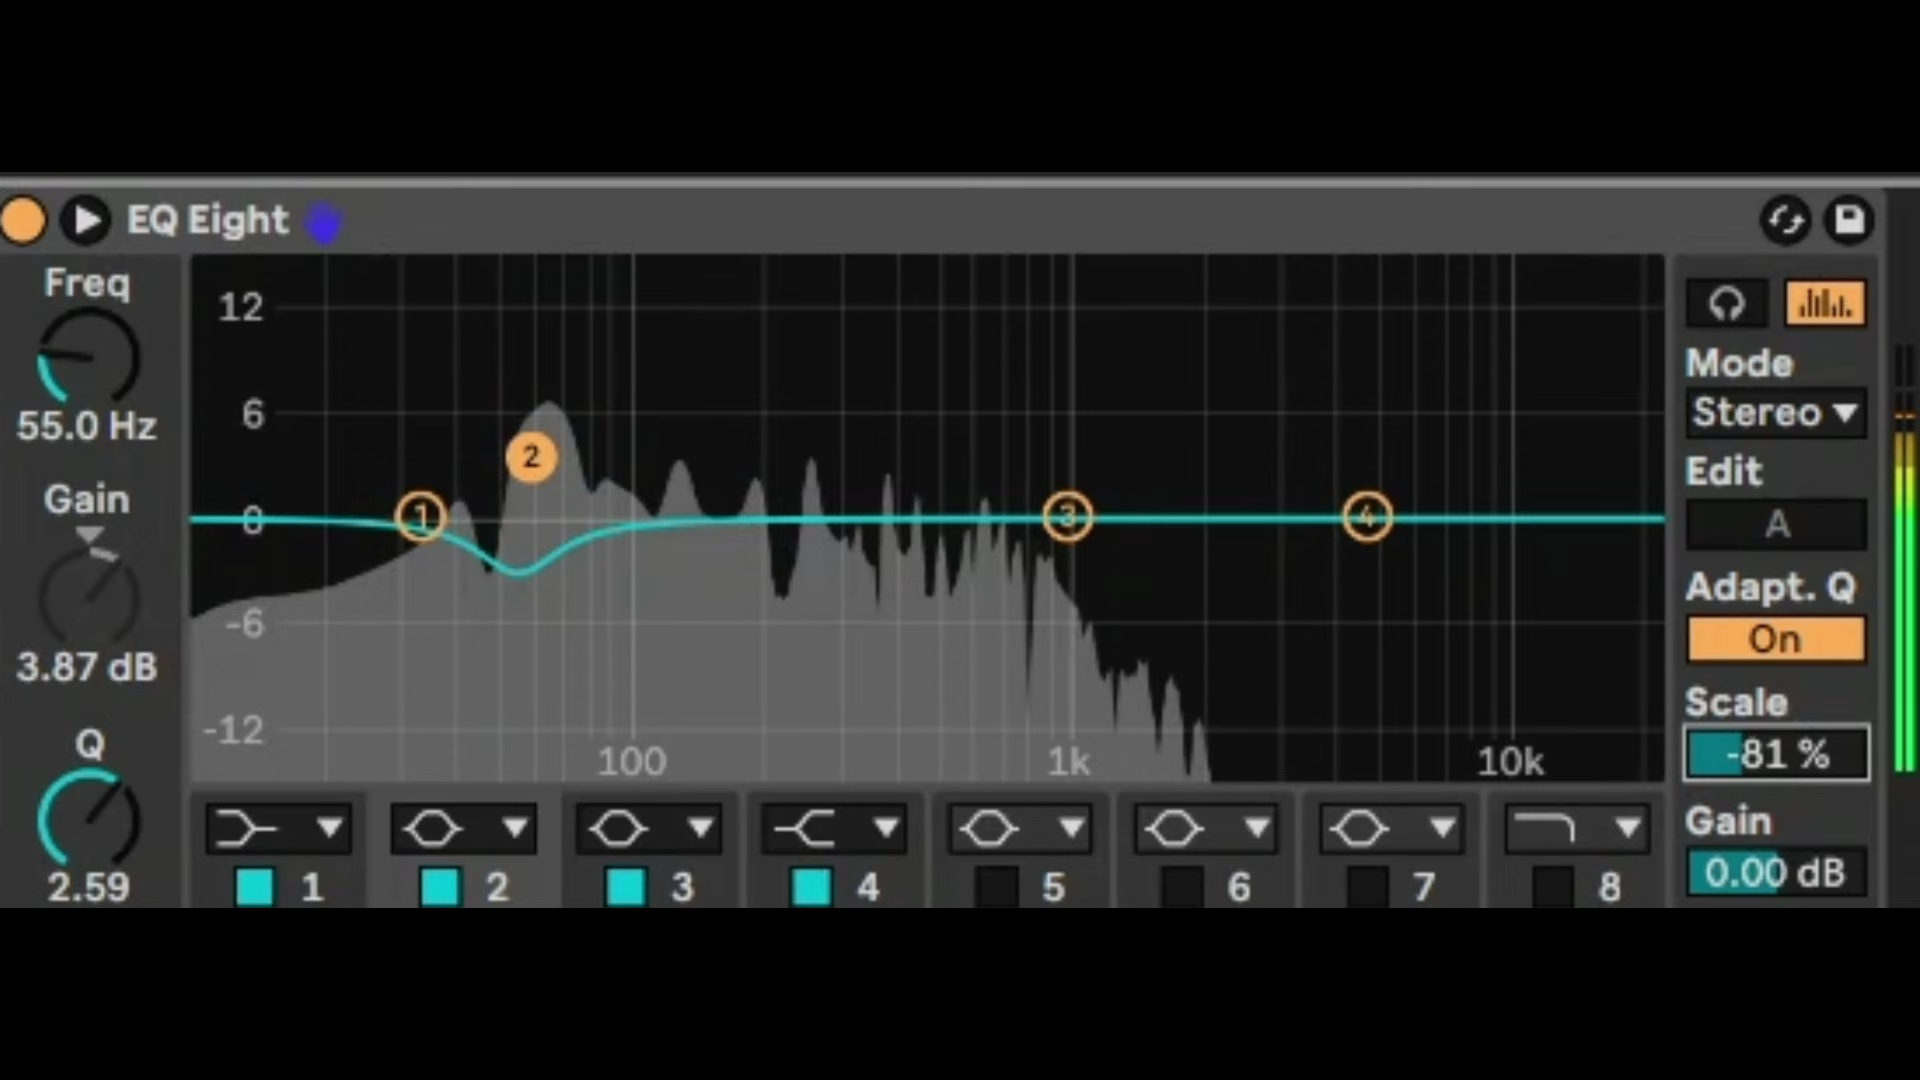 EQ Eight
Freq
55.0 Hz
Gain
3.87 dB
Q
2.59
12
6
0
-6
-12
100
1k
10k
1
2
3
4
Mode
Stereo
Edit
A
Adapt. Q
On
Scale
-81 %
Gain
0.00 dB
1 2 3 4 5 6 7 8